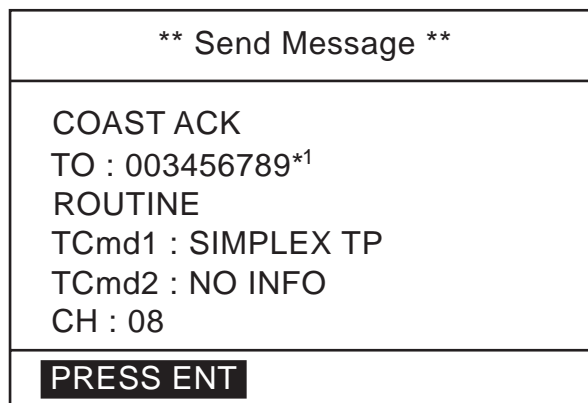 ** Send Message **
COAST ACK
TO : 003456789*1
ROUTINE
TCmd1 : SIMPLEX TP
TCmd2 : NO INFO
CH : 08
PRESS ENT